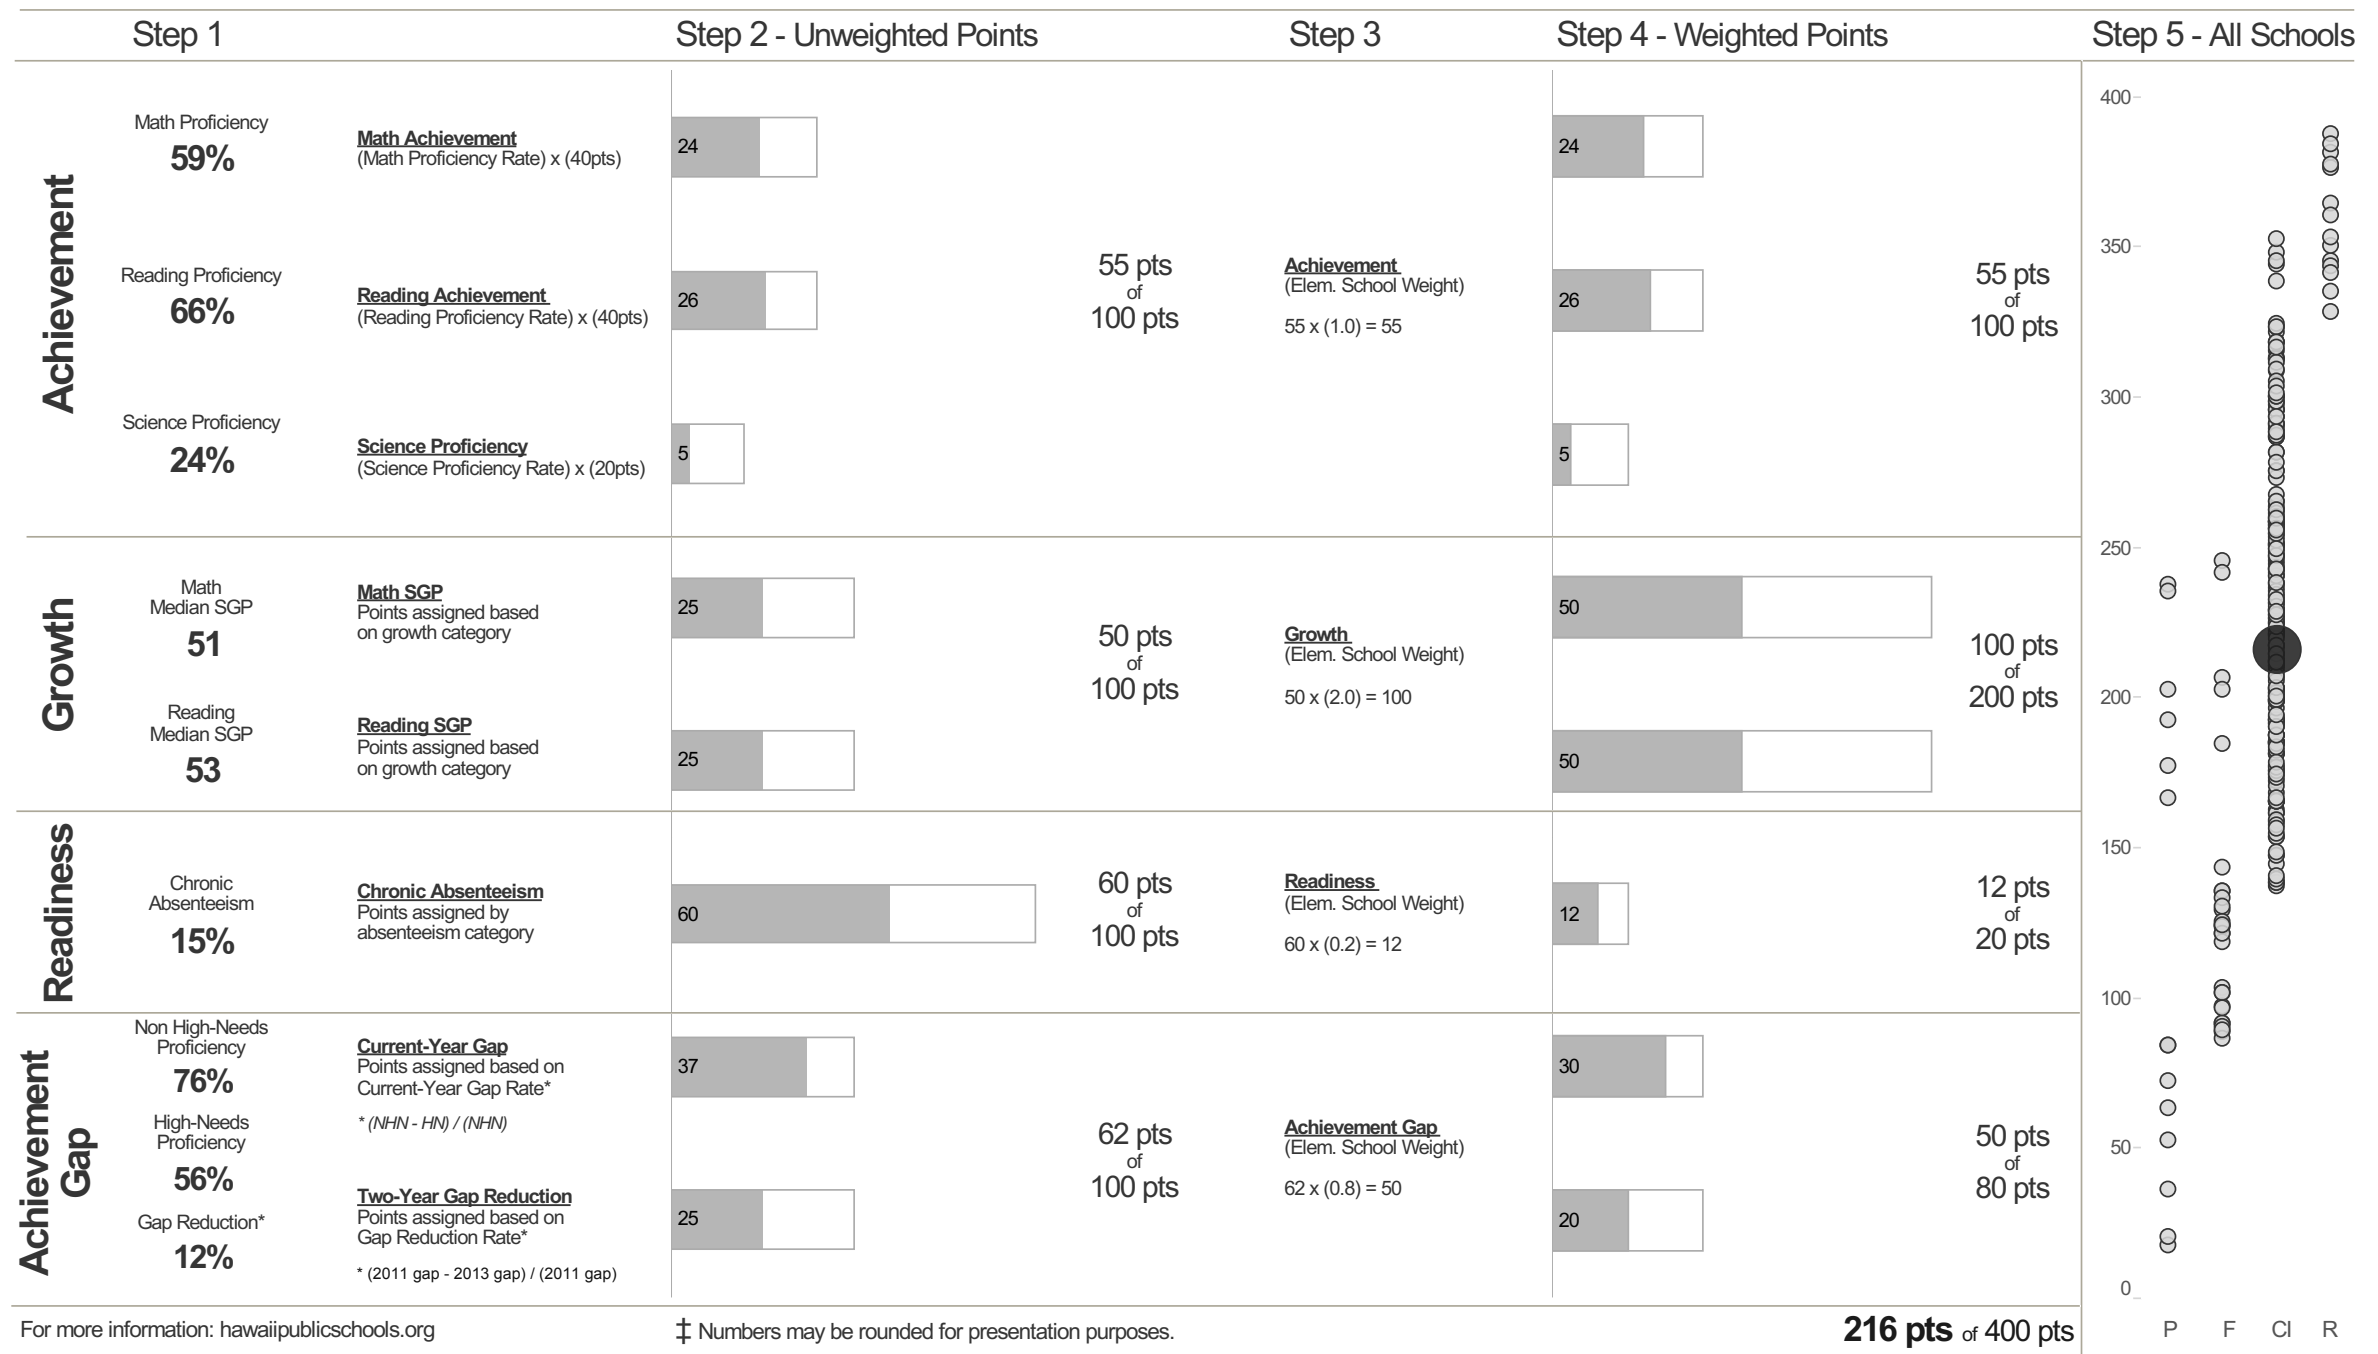 Step 1
Step 2 - Unweighted Points
Step 3
Step 4 - Weighted Points
Step 5 - All Schools
Achievement
Math Proficiency
59%
Math Achievement
(Math Proficiency Rate) x (40pts)
24
Reading Proficiency
66%
Reading Achievement
(Reading Proficiency Rate) x (40pts)
26
Science Proficiency
24%
Science Proficiency
(Science Proficiency Rate) x (20pts)
5
55 pts
of
100 pts
Achievement
(Elem. School Weight)
55 x (1.0) = 55
24
26
5
55 pts
of
100 pts
Growth
Math
Median SGP
51
Math SGP
Points assigned based
on growth category
25
Reading
Median SGP
53
Reading SGP
Points assigned based
on growth category
25
50 pts
of
100 pts
Growth
(Elem. School Weight)
50 x (2.0) = 100
50
50
100 pts
of
200 pts
Readiness
Chronic
Absenteeism
15%
Chronic Absenteeism
Points assigned by
absenteeism category
60
60 pts
of
100 pts
Readiness
(Elem. School Weight)
60 x (0.2) = 12
12
12 pts
of
20 pts
Achievement
Gap
Non High-Needs
Proficiency
76%
High-Needs
Proficiency
56%
Gap Reduction*
12%
Current-Year Gap
Points assigned based on
Current-Year Gap Rate*
* (NHN - HN) / (NHN)
Two-Year Gap Reduction
Points assigned based on
Gap Reduction Rate*
* (2011 gap - 2013 gap) / (2011 gap)
37
25
62 pts
of
100 pts
Achievement Gap
(Elem. School Weight)
62 x (0.8) = 50
30
20
50 pts
of
80 pts
400
350
300
250
200
150
100
50
0
P F CI R
For more information: hawaiipublicschools.org
‡ Numbers may be rounded for presentation purposes.
216 pts of 400 pts